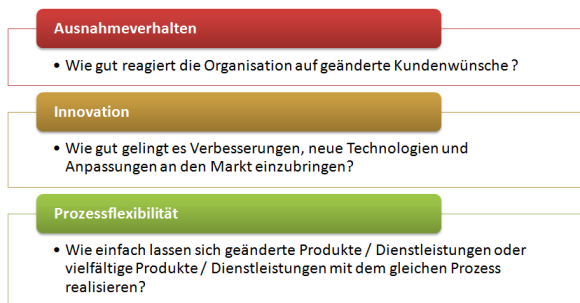 Ausnahmeverhalten
• Wie gut reagiert die Organisation auf geänderte Kundenwünsche ?
Innovation
• Wie gut gelingt es Verbesserungen, neue Technologien und
Anpassungen an den Markt einzubringen?
Prozessflexibilität
• Wie einfach lassen sich geänderte Produkte / Dienstleistungen oder
vielfältige Produkte / Dienstleistungen mit dem gleichen Prozess
realisieren?